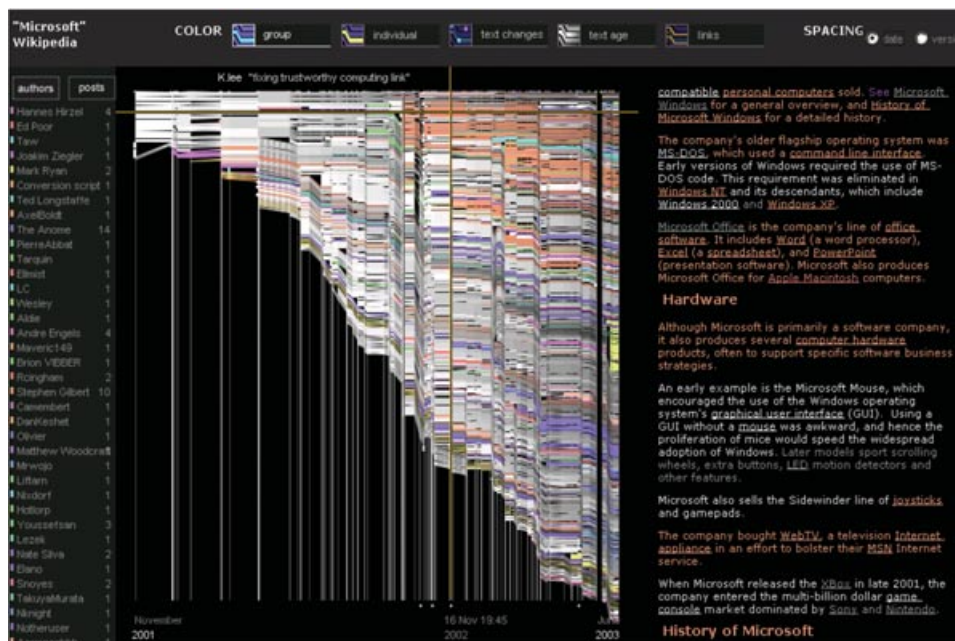 "Microsoft"
Wikipedia
COLOR
group
individual
text changes
text age
links
SPACING
date
versi
authors
posts
K.lee "fixing trustworthy computing link"
Hannes Hirzel 4
Ed Poor 1
Taw 1
Joakim Ziegler 1
Mark Ryan 2
Conversion script 1
Ted Longstaffe 1
AxelBoldt 1
The Anome 14
PierreAbbat 1
Tarquin 1
Ellmist 1
LC 1
Wesley 1
Aldie 1
Andre Engels 4
Maveric149 1
Brion VIBBER 1
Rcingham 2
Stephen Gilbert 10
Camembert 1
DanKeshet 1
Olivier 1
Matthew Woodcraft
Mrwojo 1
Liftarn 1
Nixdorf 1
Hotlorp 1
Youssefsan 3
Lezek 1
Nate Silva 2
Elano 1
Snoyes 2
TakuyaMurata 1
Nknight 1
Notheruser 1
November
2001
16 Nov 19:45
2002
2003
compatible personal computers sold. See Microsoft
Windows for a general overview, and History of
Microsoft Windows for a detailed history.
The company's older flagship operating system was
MS-DOS, which used a command line interface.
Early versions of Windows required the use of MS-
DOS code. This requirement was eliminated in
Windows NT and its descendants, which include
Windows 2000 and Windows XP.
Microsoft Office is the company's line of office
software. It includes Word (a word processor),
Excel (a spreadsheet), and PowerPoint
(presentation software). Microsoft also produces
Microsoft Office for Apple Macintosh computers.
Hardware
Although Microsoft is primarily a software company,
it also produces several computer hardware
products, often to support specific software business
strategies.
An early example is the Microsoft Mouse, which
encouraged the use of the Windows operating
system's graphical user interface (GUI). Using a
GUI without a mouse was awkward, and hence the
proliferation of mice would speed the widespread
adoption of Windows. Later models sport scrolling
wheels, extra buttons, LED motion detectors and
other features.
Microsoft also sells the Sidewinder line of joysticks
and gamepads.
The company bought WebTV, a television Internet
appliance in an effort to bolster their MSN Internet
service.
When Microsoft released the XBox in late 2001, the
company entered the multi-billion dollar game
console market dominated by Sony and Nintendo.
History of Microsoft